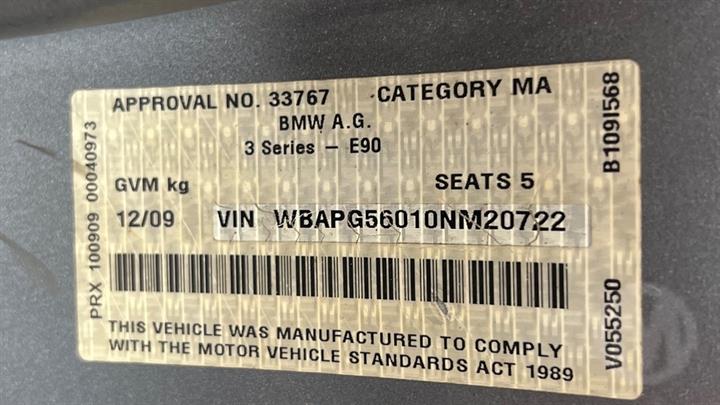 APPROVAL NO. 33767 CATEGORY MA
BMW A.G.
3 Series – E90
GVM kg SEATS 5
12/09 VIN WBAPG56010NM20722
THIS VEHICLE WAS MANUFACTURED TO COMPLY
WITH THE MOTOR VEHICLE STANDARDS ACT 1989
PRX 100909 00040973
B109I568
V055250